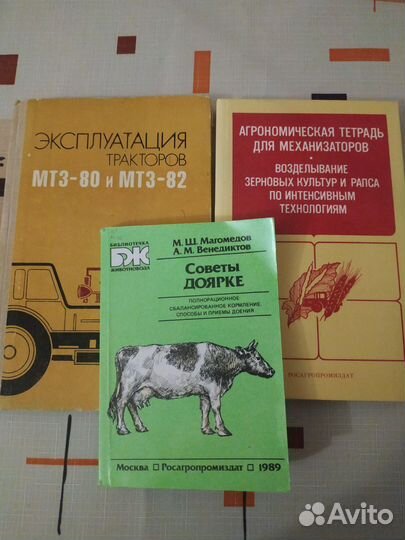 ЭКСПЛУАТАЦИЯ
ТРАКТОРОВ
МТЗ-80 и МТЗ-82
АГРОНОМИЧЕСКАЯ ТЕТРАДЬ
ДЛЯ МЕХАНИЗАТОРОВ
•
ВОЗДЕЛЫВАНИЕ
ЗЕРНОВЫХ КУЛЬТУР И РАПСА
ПО ИНТЕНСИВНЫМ
ТЕХНОЛОГИЯМ
РОСАГРОПРОМИЗДАТ
БИБЛИОТЕЧКА
БЖ
ЖИВОТНОВОДА
М. Ш. Магомедов
А. М. Венедиктов
Советы
ДОЯРКЕ
ПОЛНОРАЦИОННОЕ
СБАЛАНСИРОВАННОЕ КОРМЛЕНИЕ,
СПОСОБЫ И ПРИЕМЫ ДОЕНИЯ
Москва □ Росагропромиздат □ 1989
Avito